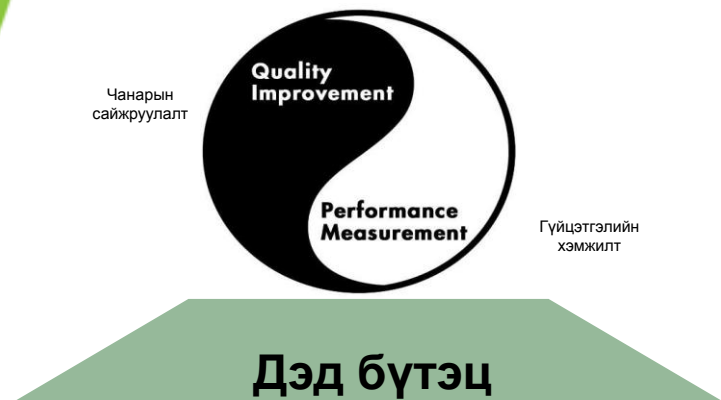 Quality
Improvement
Чанарын
сайжруулалт
Performance
Measurement
Гүйцэтгэлийн
хэмжилт
Дэд бүтэц